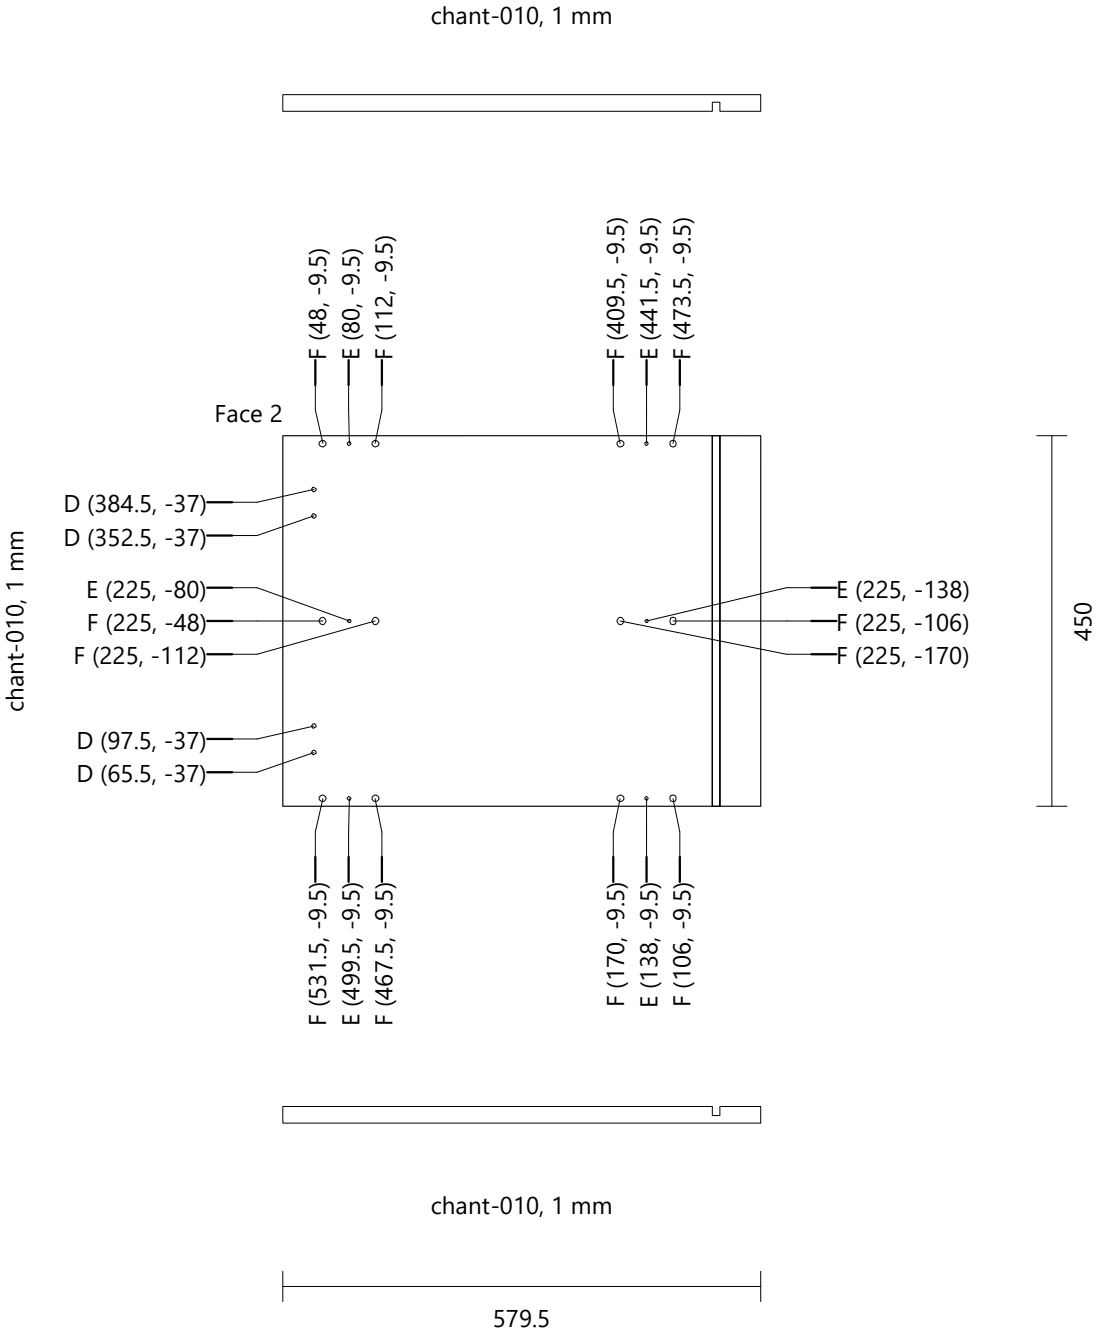 chant-010, 1 mm
F (48, -9.5)
E (80, -9.5)
F (112, -9.5)
F (409.5, -9.5)
E (441.5, -9.5)
F (473.5, -9.5)
Face 2
D (384.5, -37)
D (352.5, -37)
chant-010, 1 mm
E (225, -80)
F (225, -48)
F (225, -112)
E (225, -138)
F (225, -106)
F (225, -170)
450
D (97.5, -37)
D (65.5, -37)
F (531.5, -9.5)
E (499.5, -9.5)
F (467.5, -9.5)
F (170, -9.5)
E (138, -9.5)
F (106, -9.5)
chant-010, 1 mm
579.5